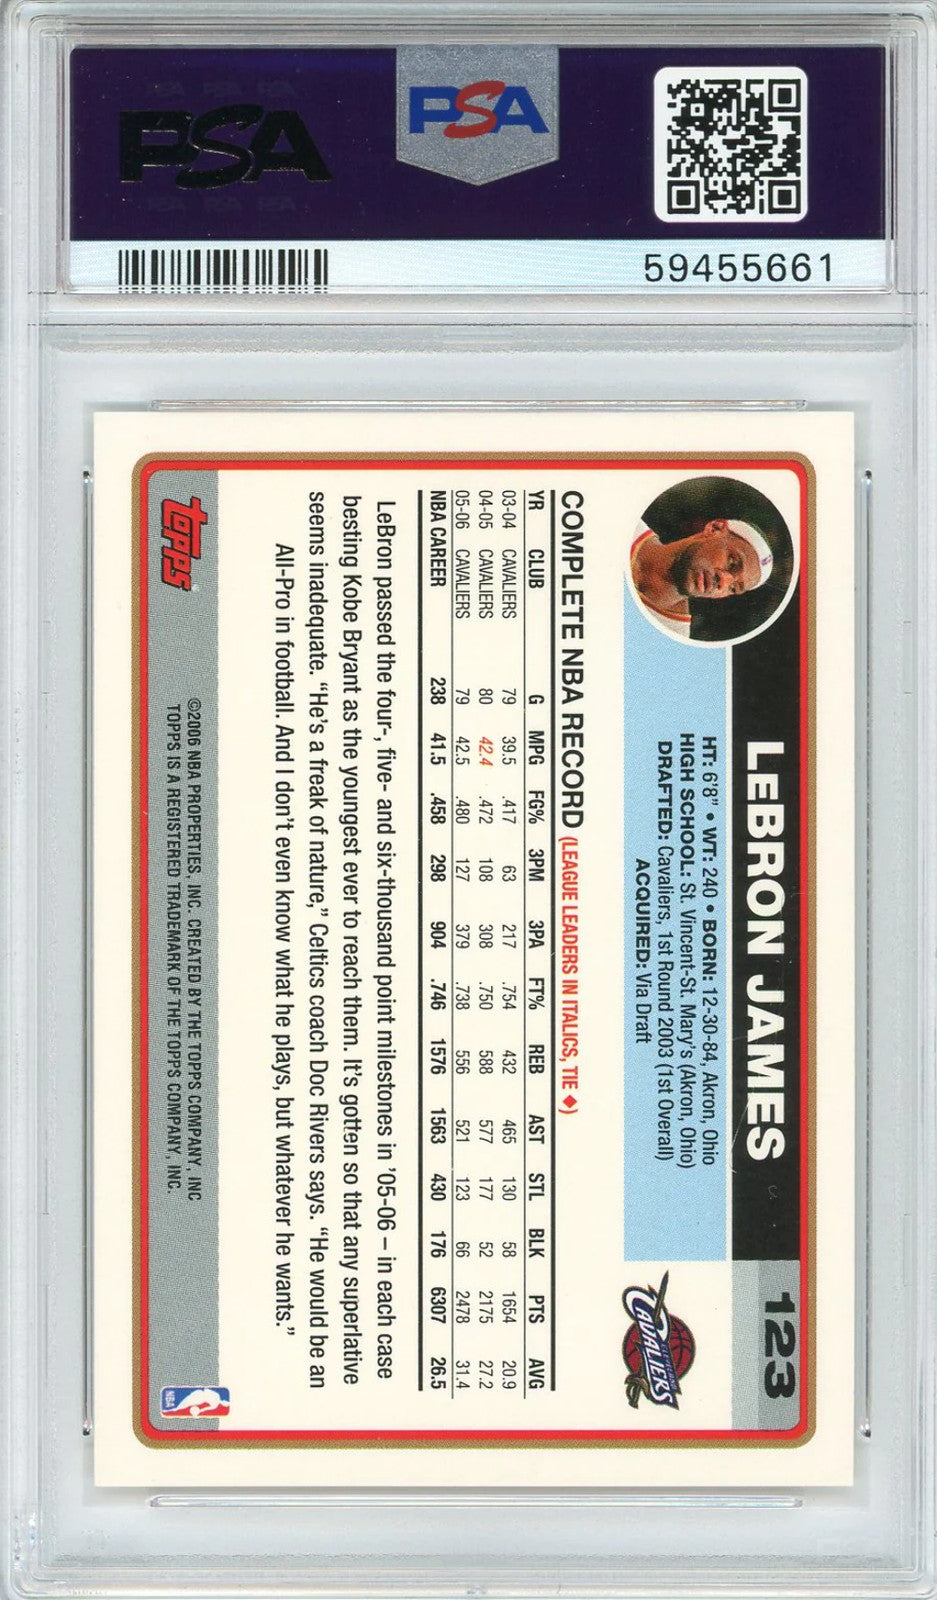 PSA
PSA
59455661
LEBRON JAMES
123
HT: 6'8" • WT: 240 • BORN: 12-30-84, Akron, Ohio
HIGH SCHOOL: St. Vincent-St. Mary's (Akron, Ohio)
DRAFTED: Cavaliers, 1st Round 2003 (1st Overall)
ACQUIRED: Via Draft
CLEVELAND
CAVALIERS
COMPLETE NBA RECORD (LEAGUE LEADERS IN ITALICS, TIE ♦)
YR CLUB G MPG FG% 3PM 3PA FT% REB AST STL BLK PTS AVG
03-04 CAVALIERS 79 39.5 .417 63 217 .754 432 465 130 58 1654 20.9
04-05 CAVALIERS 80 42.4 .472 108 308 .750 588 577 177 52 2175 27.2
05-06 CAVALIERS 79 42.5 .480 127 379 .738 556 521 123 66 2478 31.4
NBA CAREER 238 41.5 .458 298 904 .746 1576 1563 430 176 6307 26.5
LeBron passed the four-, five- and six-thousand point milestones in '05-06 – in each case
besting Kobe Bryant as the youngest ever to reach them. It's gotten so that any superlative
seems inadequate. "He's a freak of nature," Celtics coach Doc Rivers says. "He would be an
All-Pro in football. And I don't even know what he plays, but whatever he wants."
topps
©2006 NBA PROPERTIES, INC. CREATED BY THE TOPPS COMPANY, INC
TOPPS IS A REGISTERED TRADEMARK OF THE TOPPS COMPANY, INC.
NBA